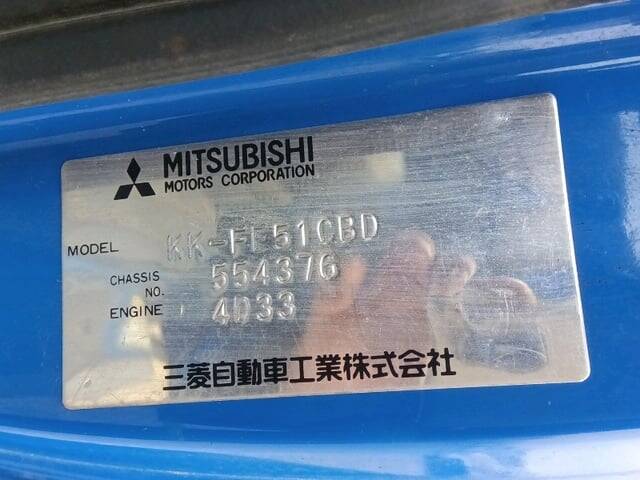 MITSUBISHI
MOTORS CORPORATION
MODEL KK-FE51CBD
CHASSIS NO. 554376
ENGINE 4D33
三菱自動車工業株式会社